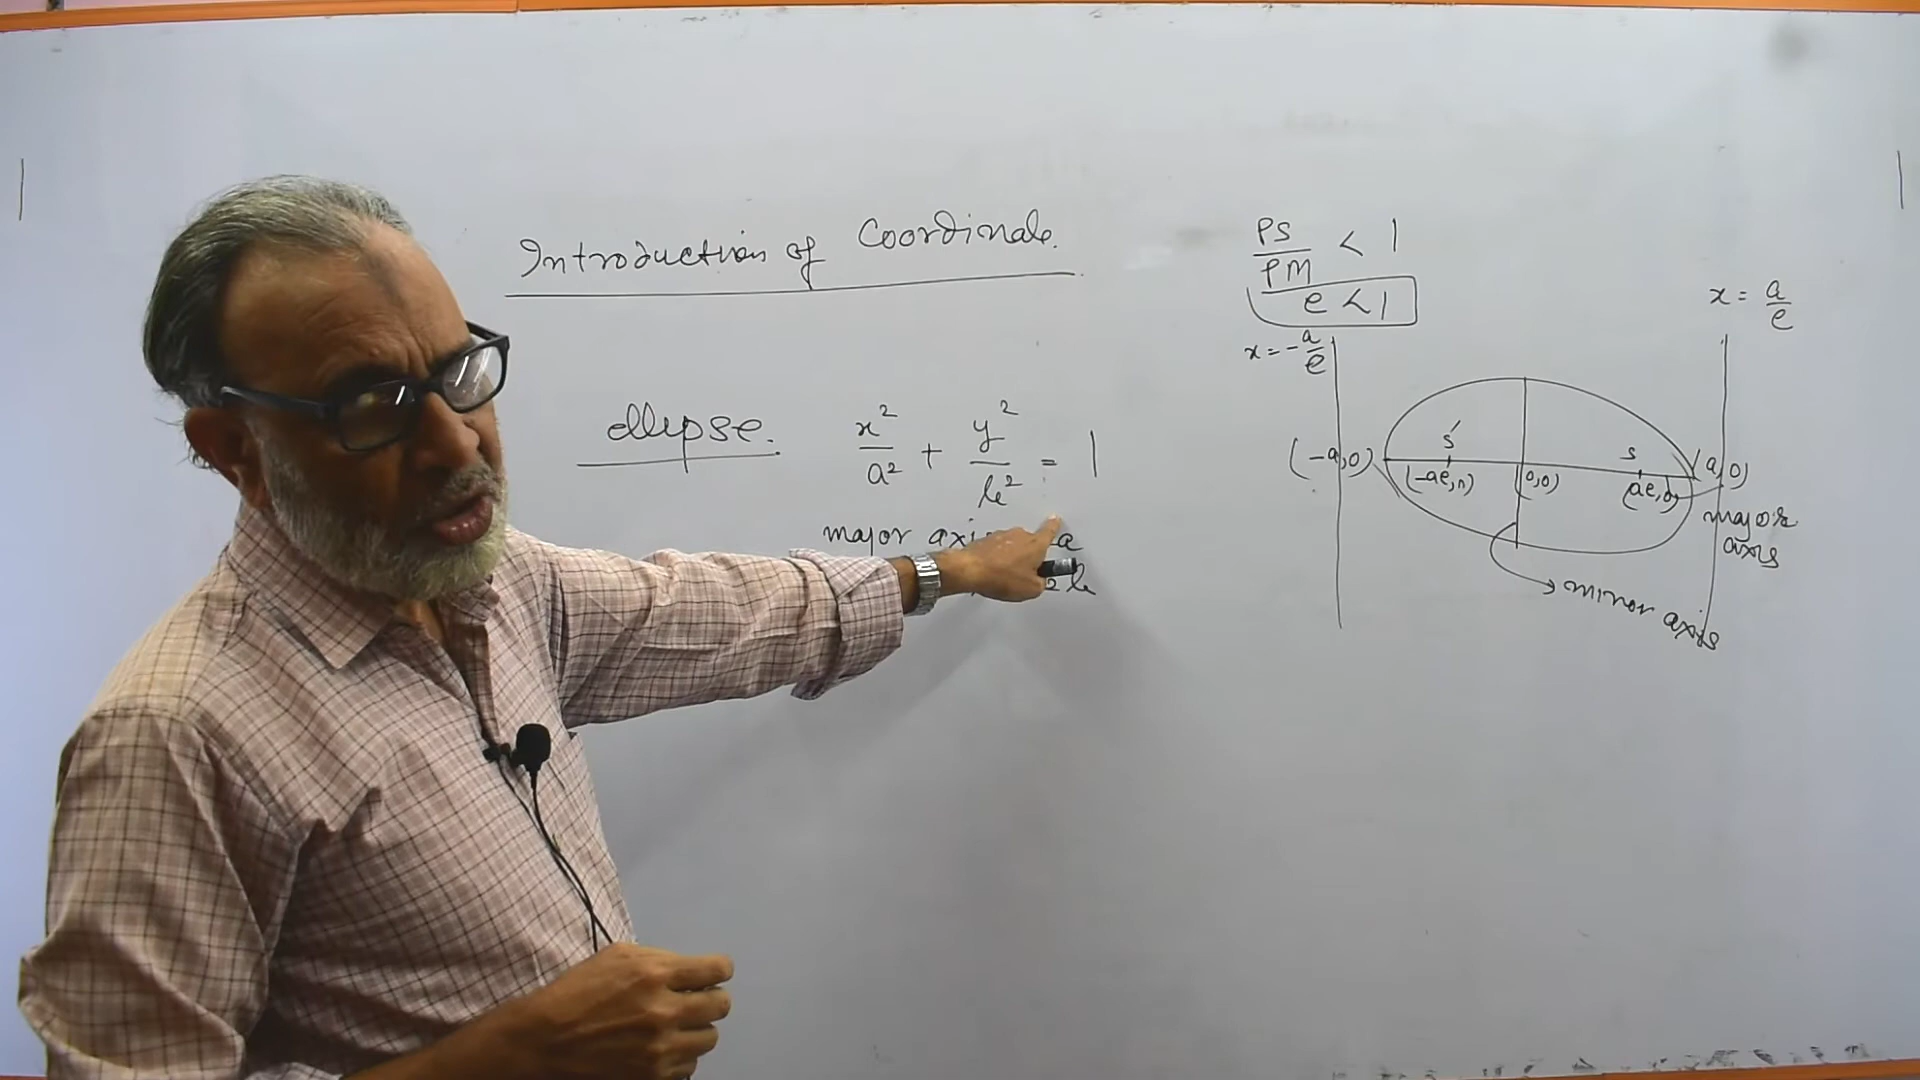 Introduction of Coordinate.
ellipse.
x²/a² + y²/b² = 1
major axis
a
2b
PS/PM < 1
e < 1
x = -a/e
x = a/e
S'
S
(-a,0)
(-ae,0)
(0,0)
(ae,0)
(a,0)
major
axis
minor axis